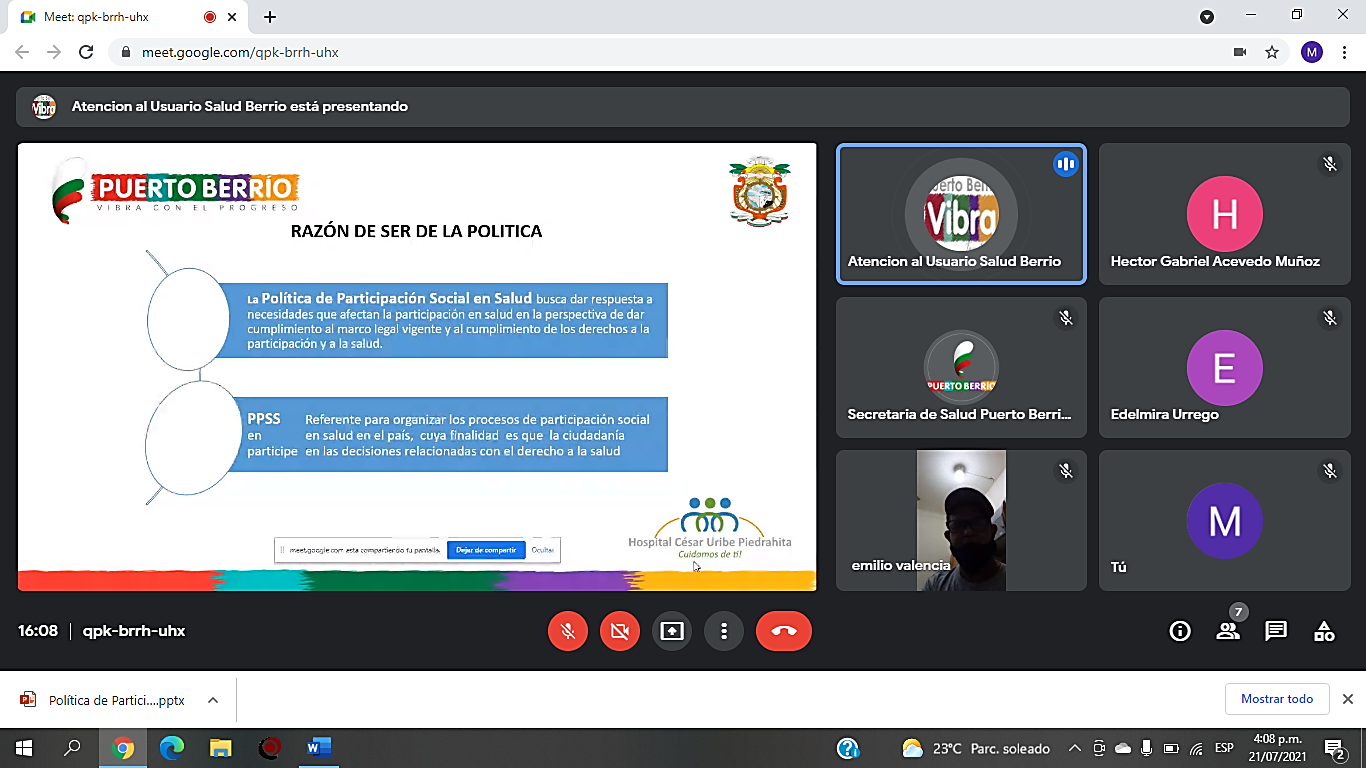 Meet: qpk-brrh-uhx
meet.google.com/qpk-brrh-uhx
M
Vibra
Atencion al Usuario Salud Berrio está presentando
PUERTO BERRÍO
VIBRA CON EL PROGRESO
RAZÓN DE SER DE LA POLITICA
La Política de Participación Social en Salud busca dar respuesta a
necesidades que afectan la participación en salud en la perspectiva de dar
cumplimiento al marco legal vigente y al cumplimiento de los derechos a la
participación y a la salud.
PPSS Referente para organizar los procesos de participación social
en en salud en el país, cuya finalidad es que la ciudadanía
participe en las decisiones relacionadas con el derecho a la salud
Hospital César Uribe Piedrahita
Cuidamos de ti!
meet.google.com está compartiendo tu pantalla.
Dejar de compartir
Ocultar
Vibra
Atencion al Usuario Salud Berrio
H
Hector Gabriel Acevedo Muñoz
PUERTO BERRIO
Secretaria de Salud Puerto Berri...
E
Edelmira Urrego
emilio valencia
M
Tú
16:08 | qpk-brrh-uhx
7
Política de Partici....pptx
Mostrar todo
23°C Parc. soleado
ESP
4:08 p.m.
21/07/2021
2